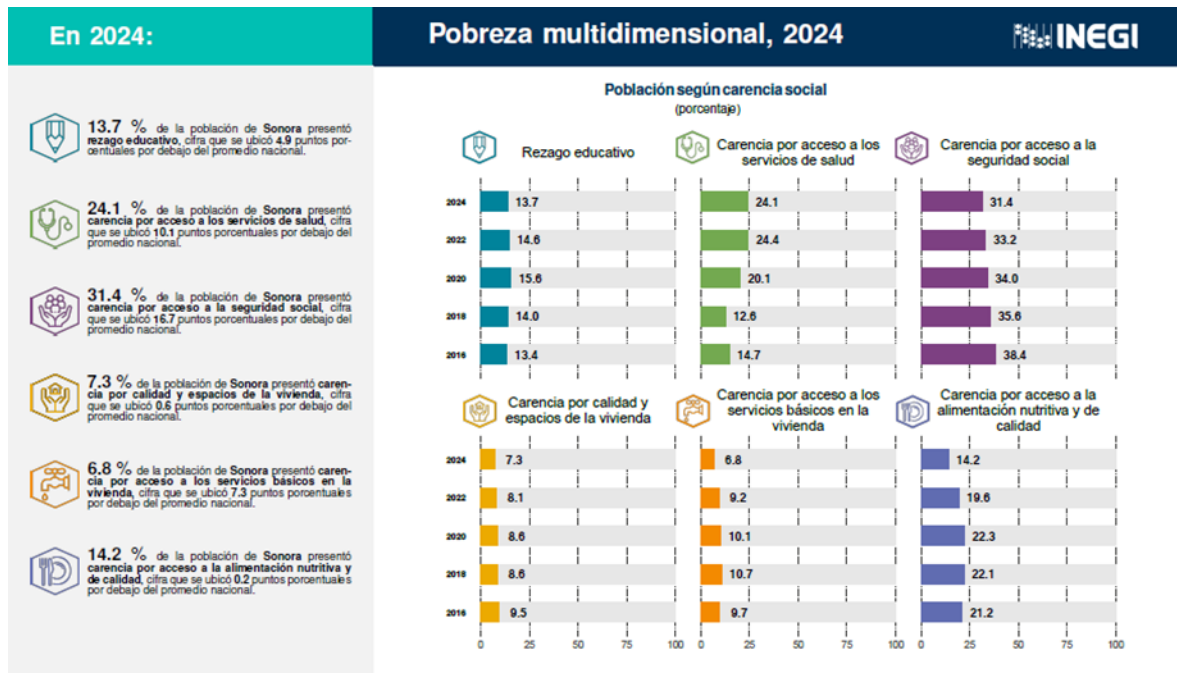 En 2024:
Pobreza multidimensional, 2024
INEGI
13.7 % de la población de Sonora presentó
rezago educativo, cifra que se ubicó 4.9 puntos por-
centuales por debajo del promedio nacional.
24.1 % de la población de Sonora presentó
carencia por acceso a los servicios de salud, cifra
que se ubicó 10.1 puntos porcentuales por debajo del
promedio nacional.
31.4 % de la población de Sonora presentó
carencia por acceso a la seguridad social, cifra
que se ubicó 16.7 puntos porcentuales por debajo del
promedio nacional.
7.3 % de la población de Sonora presentó caren-
cia por calidad y espacios de la vivienda, cifra
que se ubicó 0.6 puntos porcentuales por debajo del
promedio nacional.
6.8 % de la población de Sonora presentó caren-
cia por acceso a los servicios básicos en la
vivienda, cifra que se ubicó 7.3 puntos porcentuales
por debajo del promedio nacional.
14.2 % de la población de Sonora presentó
carencia por acceso a la alimentación nutritiva y
de calidad, cifra que se ubicó 0.2 puntos porcentuales
por debajo del promedio nacional.
Población según carencia social
(porcentaje)
Rezago educativo
Carencia por acceso a los
servicios de salud
Carencia por acceso a la
seguridad social
2024 13.7 24.1 31.4
2022 14.6 24.4 33.2
2020 15.6 20.1 34.0
2018 14.0 12.6 35.6
2016 13.4 14.7 38.4
Carencia por calidad y
espacios de la vivienda
Carencia por acceso a los
servicios básicos en la
vivienda
Carencia por acceso a la
alimentación nutritiva y de
calidad
2024 7.3 6.8 14.2
2022 8.1 9.2 19.6
2020 8.6 10.1 22.3
2018 8.6 10.7 22.1
2016 9.5 9.7 21.2
0 25 50 75 100 0 25 50 75 100 0 25 50 75 100